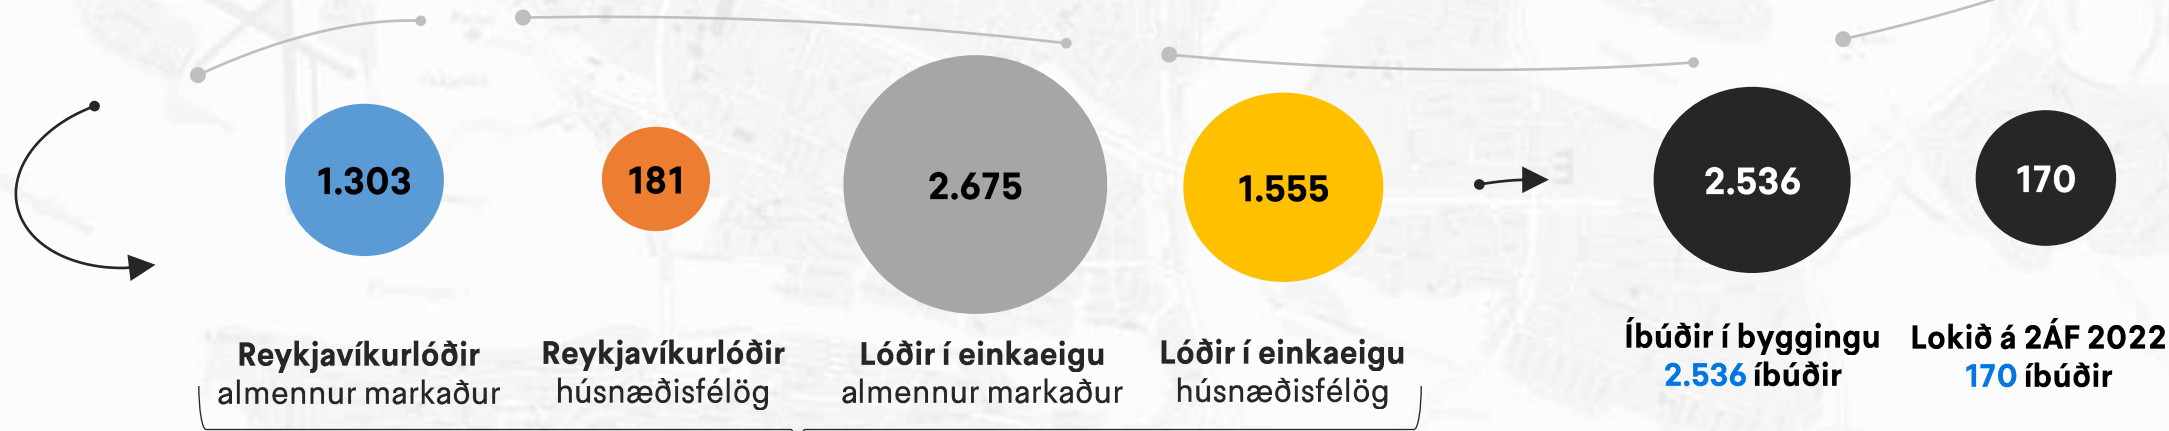 1.303
181
2.675
1.555
2.536
170
Reykjavíkurlóðir
almennur markaður
Reykjavíkurlóðir
húsnæðisfélög
Lóðir í einkaeigu
almennur markaður
Lóðir í einkaeigu
húsnæðisfélög
Íbúðir í byggingu
2.536 íbúðir
Lokið á 2ÁF 2022
170 íbúðir